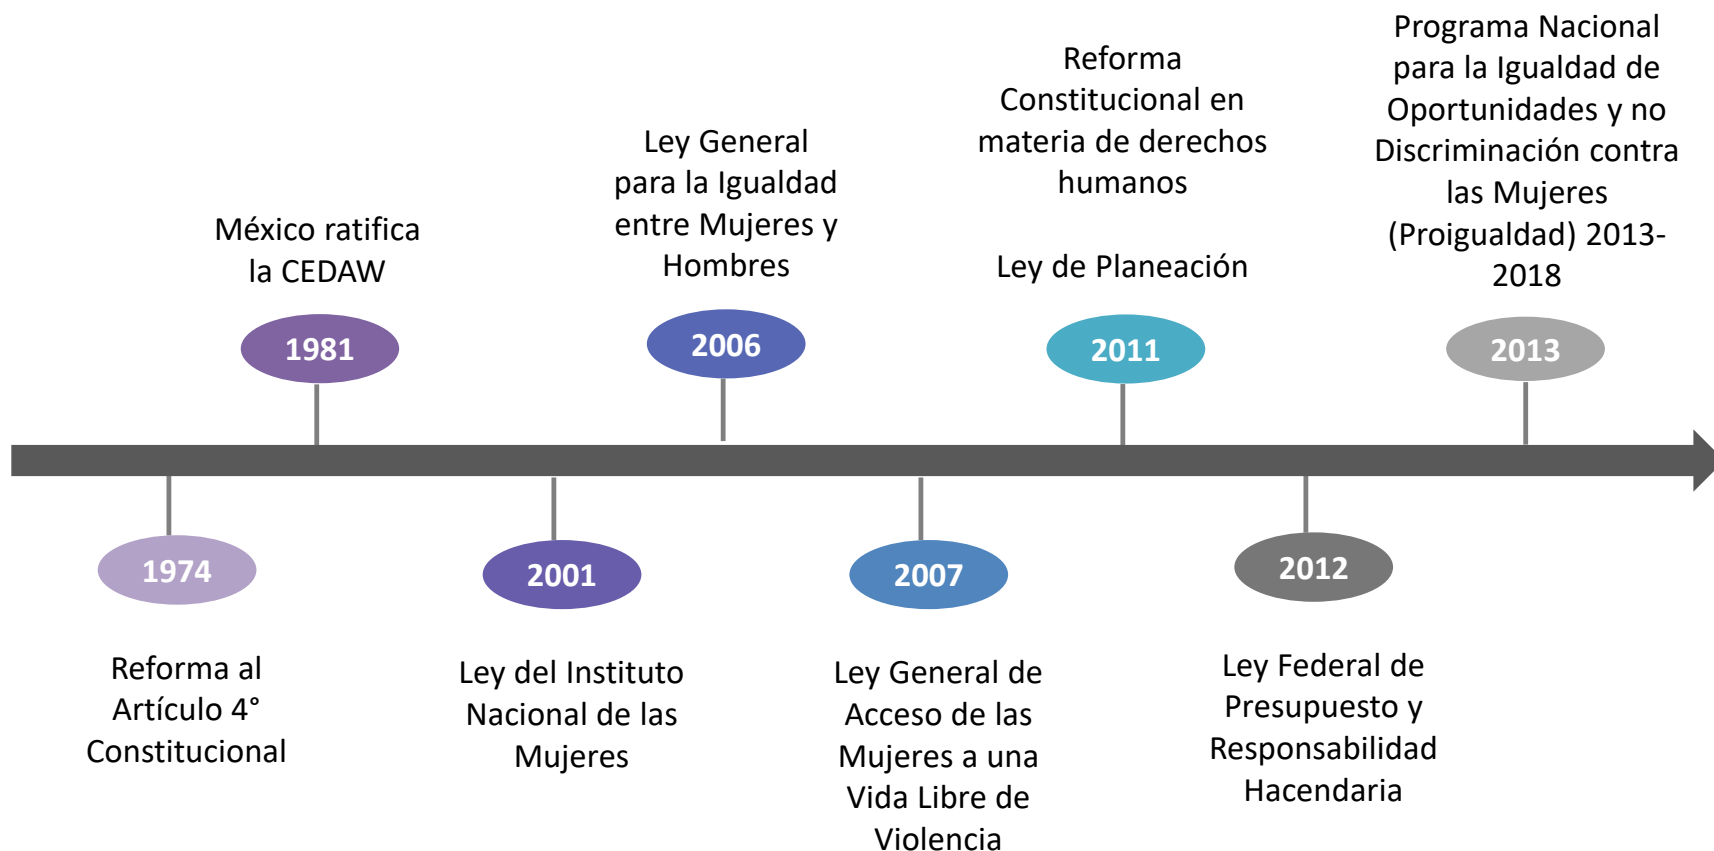 1974
Reforma al
Artículo 4°
Constitucional
México ratifica
la CEDAW
1981
2001
Ley del Instituto
Nacional de las
Mujeres
Ley General
para la Igualdad
entre Mujeres y
Hombres
2006
2007
Ley General de
Acceso de las
Mujeres a una
Vida Libre de
Violencia
Reforma
Constitucional en
materia de derechos
humanos
Ley de Planeación
2011
2012
Ley Federal de
Presupuesto y
Responsabilidad
Hacendaria
Programa Nacional
para la Igualdad de
Oportunidades y no
Discriminación contra
las Mujeres
(Proigualdad) 2013-
2018
2013